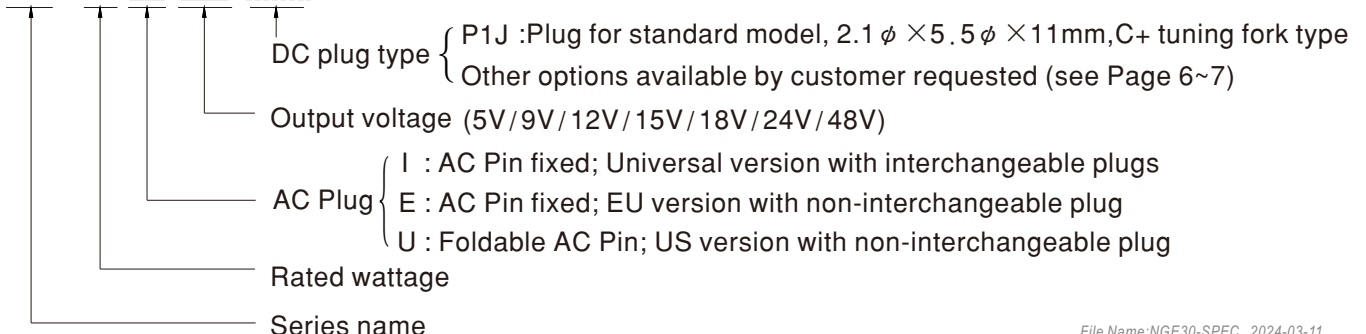 DC plug type
P1J :Plug for standard model, 2.1φ×5.5φ×11mm,C+ tuning fork type
Other options available by customer requested (see Page 6~7)
Output voltage (5V/9V/12V/15V/18V/24V/48V)
AC Plug
I : AC Pin fixed; Universal version with interchangeable plugs
E : AC Pin fixed; EU version with non-interchangeable plug
U : Foldable AC Pin; US version with non-interchangeable plug
Rated wattage
Series name
File Name:NGE30-SPEC 2024-03-11